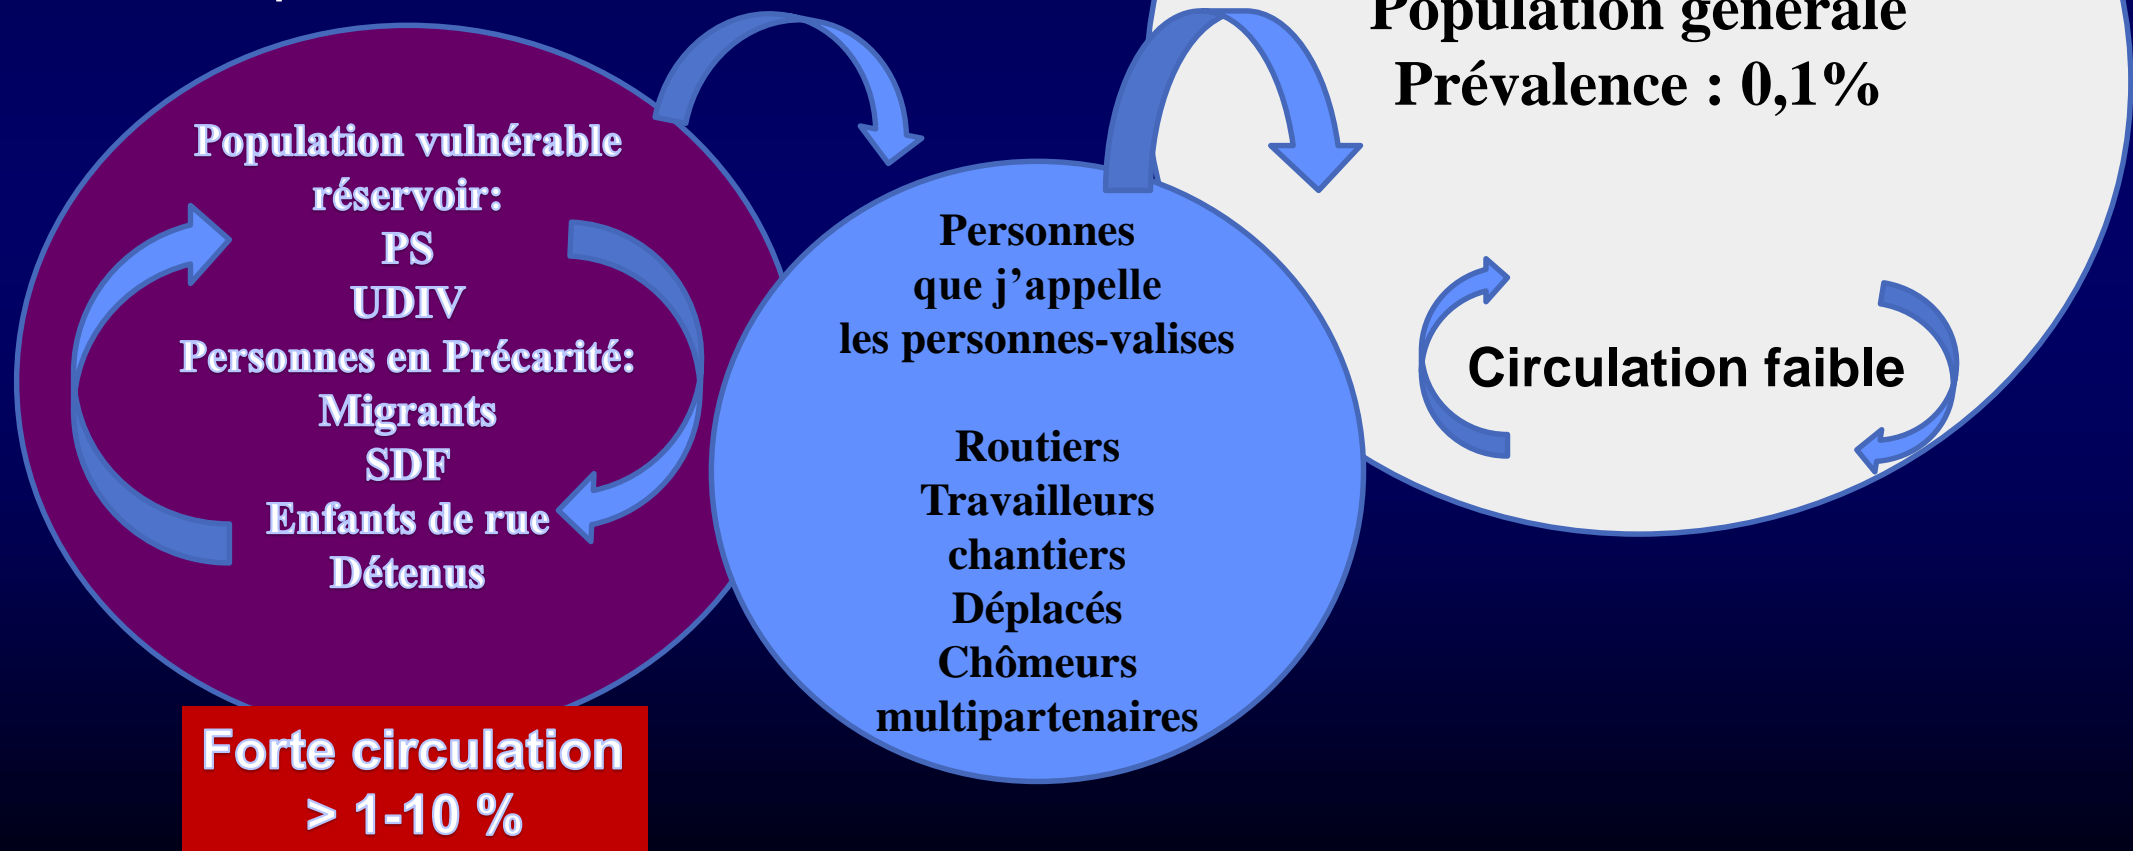 Population vulnérable
réservoir:
PS
UDIV
Personnes en Précarité:
Migrants
SDF
Enfants de rue
Détenus
Forte circulation
> 1-10 %
Personnes
que j’appelle
les personnes-valises
Routiers
Travailleurs
chantiers
Déplacés
Chômeurs
multipartenaires
Population générale
Prévalence : 0,1%
Circulation faible